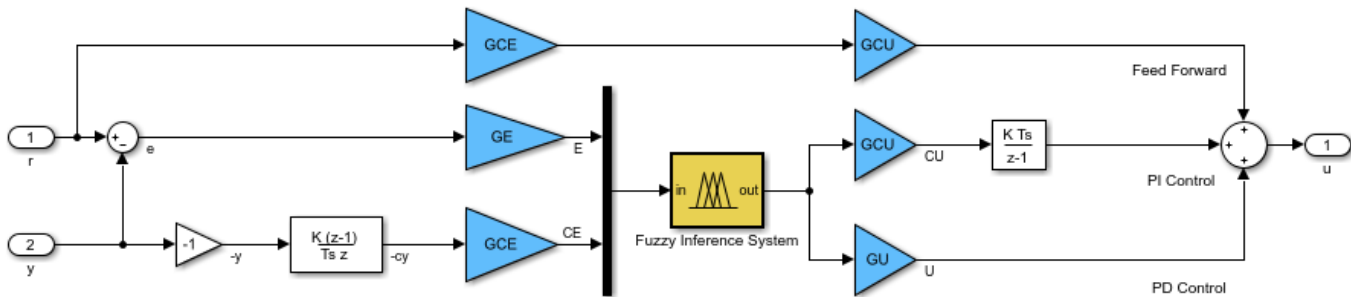 GCE
GCU
Feed Forward
1
r
+
−
e
GE
E
GCU
CU
K Ts
z-1
+
+
+
1
u
PI Control
in
out
Fuzzy Inference System
2
y
-1
-y
K (z-1)
Ts z
-cy
GCE
CE
GU
U
PD Control